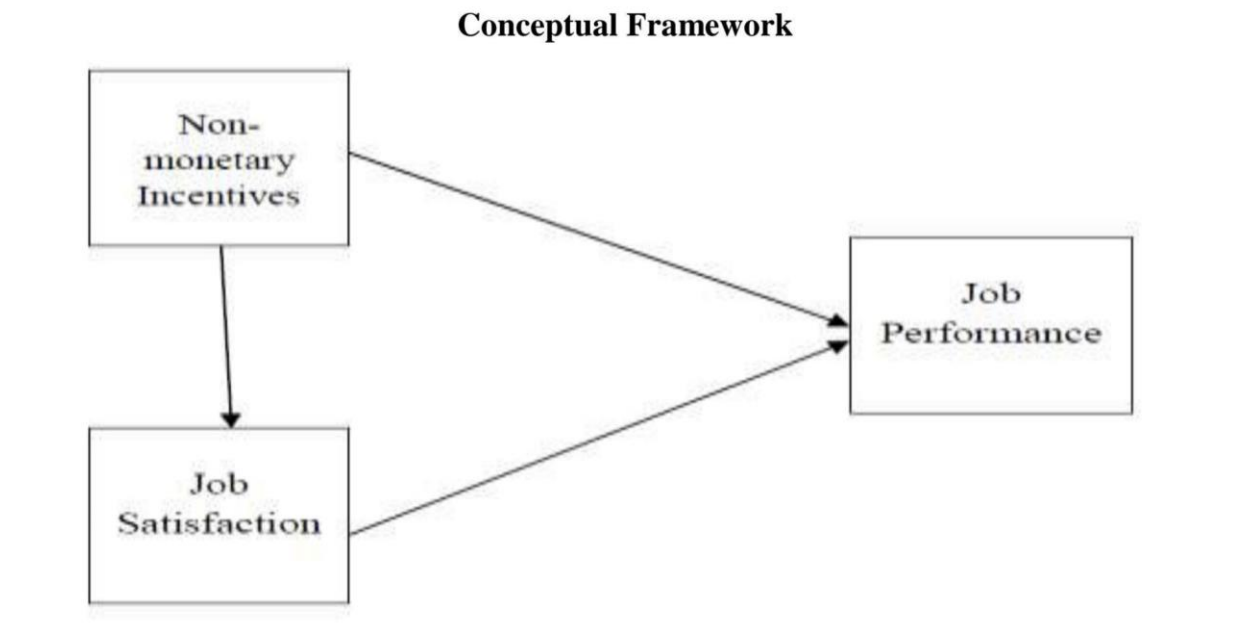 Conceptual Framework
Non-
monetary
Incentives
Job
Performance
Job
Satisfaction